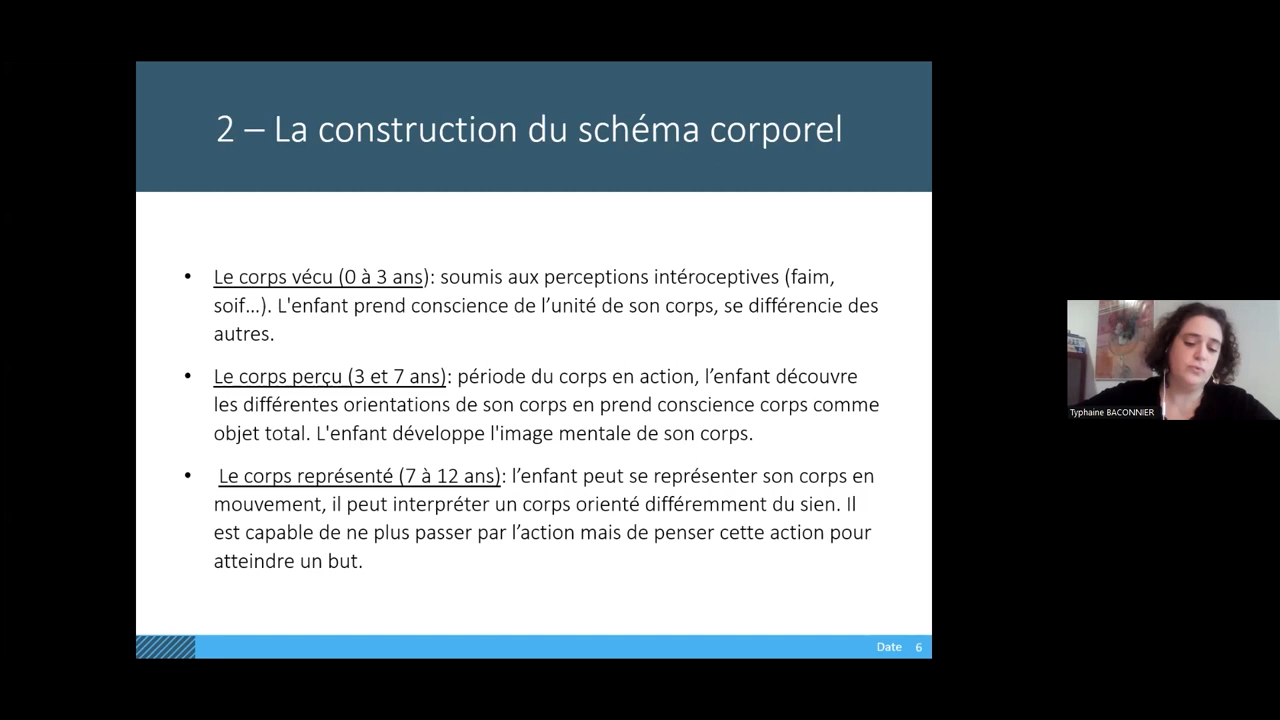 2 – La construction du schéma corporel
• Le corps vécu (0 à 3 ans): soumis aux perceptions intéroceptives (faim,
soif…). L'enfant prend conscience de l’unité de son corps, se différencie des
autres.
• Le corps perçu (3 et 7 ans): période du corps en action, l’enfant découvre
les différentes orientations de son corps en prend conscience corps comme
objet total. L'enfant développe l'image mentale de son corps.
• Le corps représenté (7 à 12 ans): l’enfant peut se représenter son corps en
mouvement, il peut interpréter un corps orienté différemment du sien. Il
est capable de ne plus passer par l’action mais de penser cette action pour
atteindre un but.
Date 6
Typhaine BACONNIER